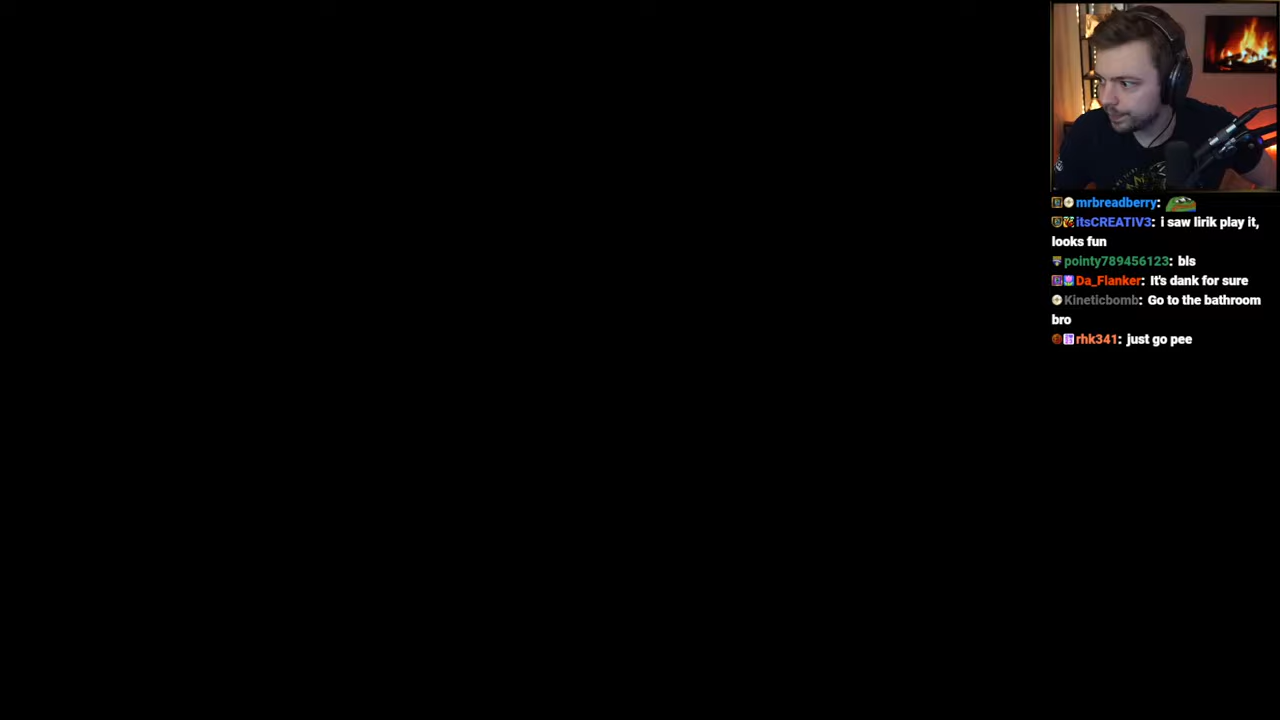 mrbreadberry:
itsCREATIV3: i saw lirik play it,
looks fun
pointy789456123: bls
Da_Flanker: It's dank for sure
Kineticbomb: Go to the bathroom
bro
rhk341: just go pee